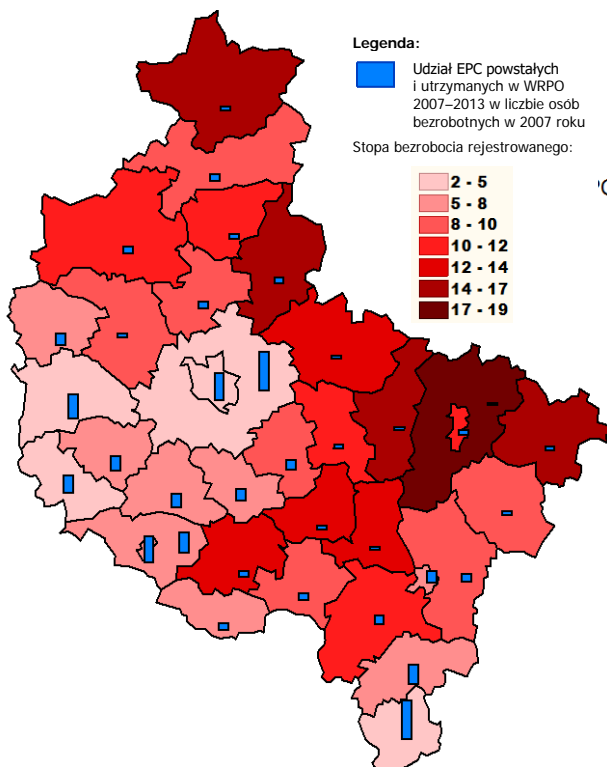 Legenda:
Udział EPC powstałych
i utrzymanych w WRPO
2007–2013 w liczbie osób
bezrobotnych w 2007 roku
Stopa bezrobocia rejestrowanego:
2 - 5
5 - 8
8 - 10
10 - 12
12 - 14
14 - 17
17 - 19